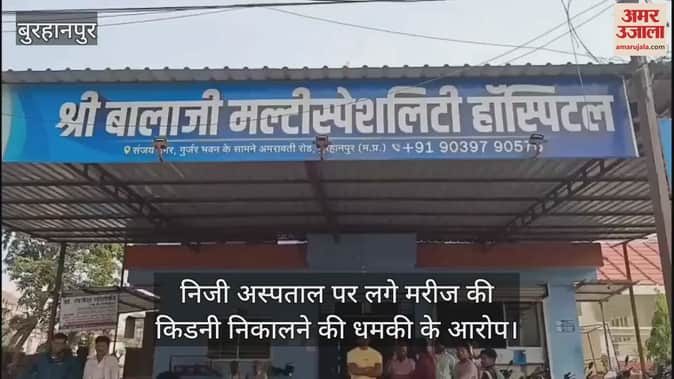 बुरहानपुर
अमर उजाला
amarujala.com
श्री बालाजी मल्टीस्पेशलिटी हॉस्पिटल
गुर्जर भवन के सामने अमरावती रोड, (म.प्र.) +91 90397
निजी अस्पताल पर लगे मरीज की
किडनी निकालने की धमकी के आरोप।